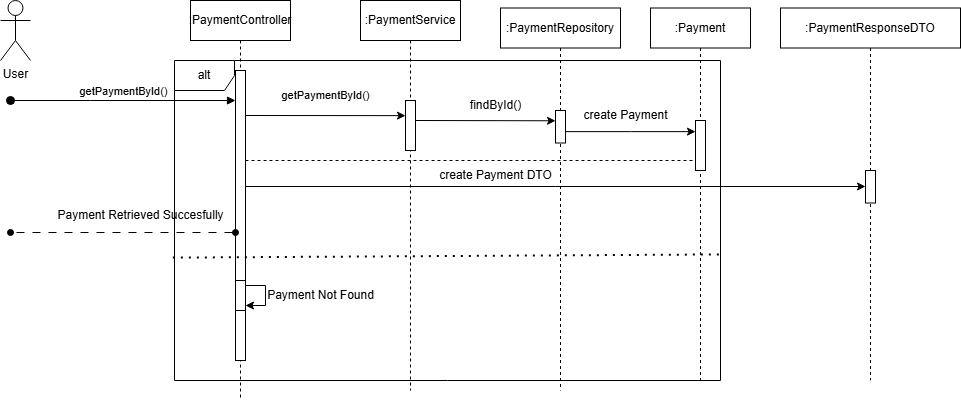 PaymentController
:PaymentService
:PaymentRepository
:Payment
:PaymentResponseDTO
User
alt
getPaymentById()
getPaymentById()
findById()
create Payment
create Payment DTO
Payment Retrieved Succesfully
Payment Not Found